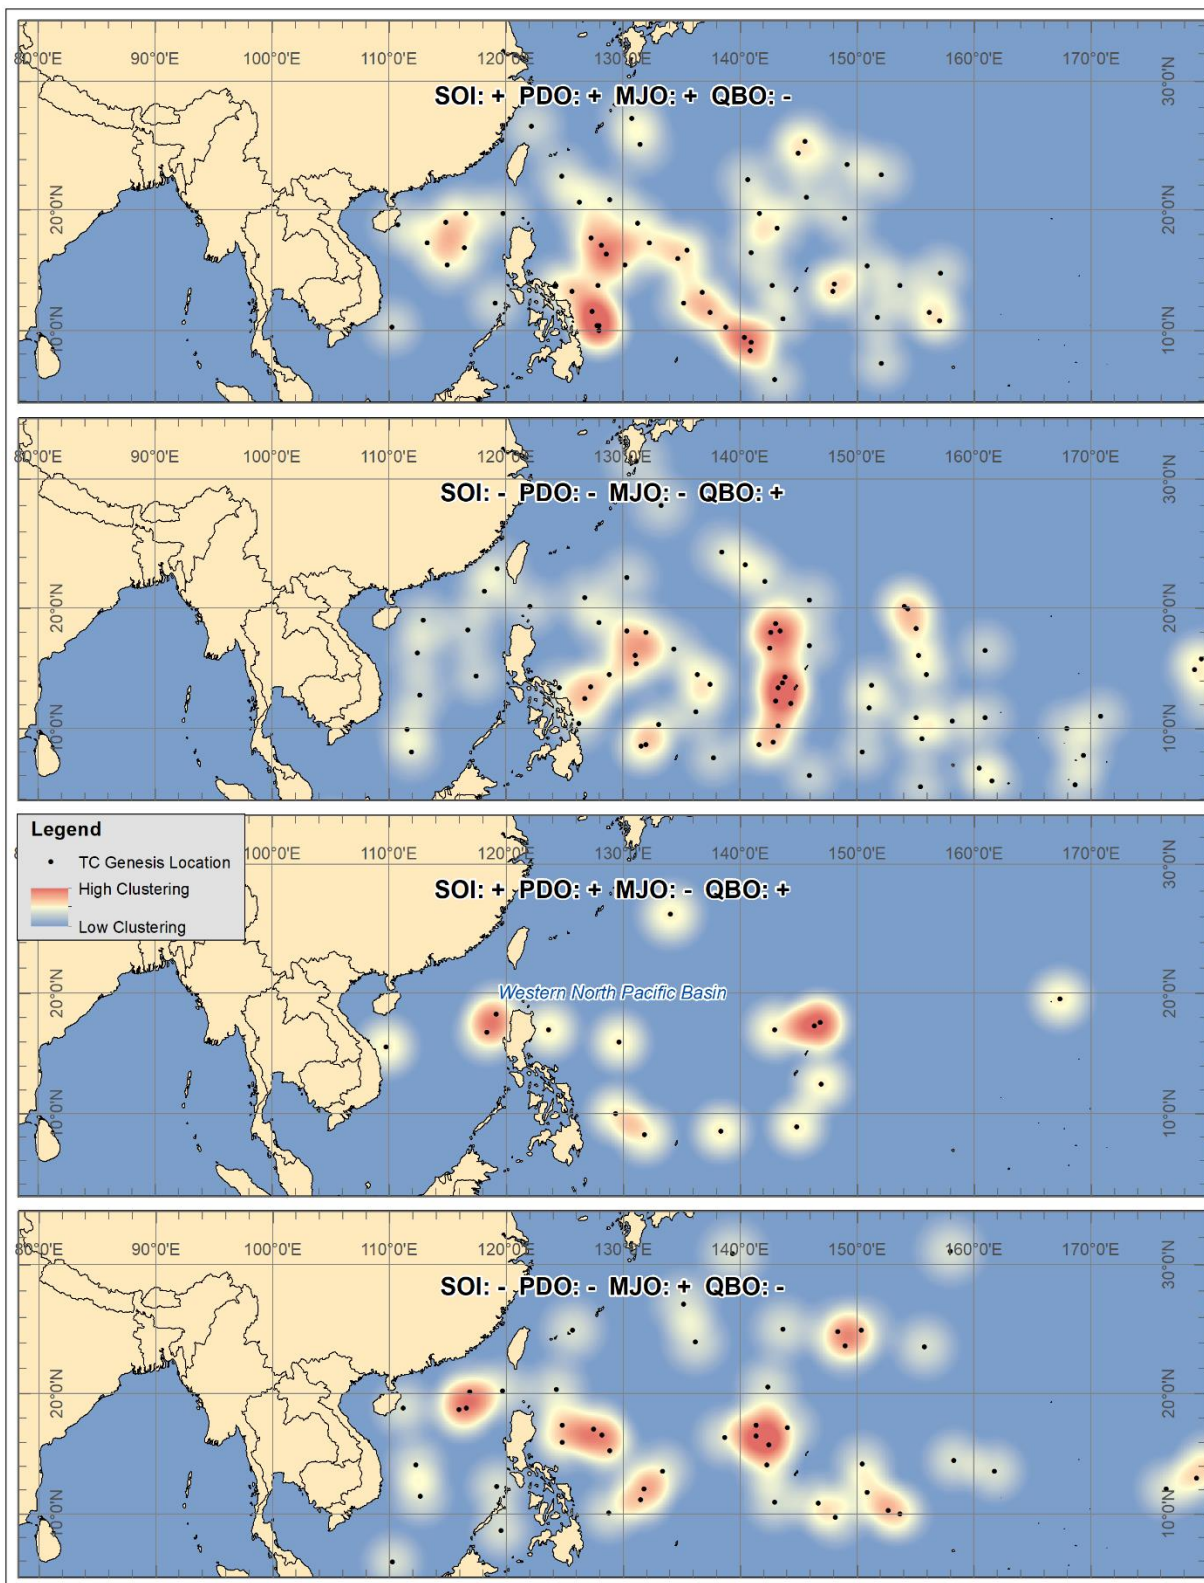 80°0'E 90°0'E 100°0'E 110°0'E 120°0'E 130°0'E 140°0'E 150°0'E 160°0'E 170°0'E
30°0'N 30°0'N
SOI: + PDO: + MJO: + QBO: -
20°0'N 20°0'N
10°0'N 10°0'N
80°0'E 90°0'E 100°0'E 110°0'E 120°0'E 130°0'E 140°0'E 150°0'E 160°0'E 170°0'E
30°0'N 30°0'N
SOI: - PDO: - MJO: - QBO: +
20°0'N 20°0'N
10°0'N 10°0'N
Legend
TC Genesis Location
High Clustering
Low Clustering
100°0'E 110°0'E 120°0'E 130°0'E 140°0'E 150°0'E 160°0'E 170°0'E
30°0'N
SOI: + PDO: + MJO: - QBO: +
Western North Pacific Basin
20°0'N 20°0'N
10°0'N 10°0'N
80°0'E 90°0'E 100°0'E 110°0'E 120°0'E 130°0'E 140°0'E 150°0'E 160°0'E 170°0'E
30°0'N 30°0'N
SOI: - PDO: - MJO: + QBO: -
20°0'N 20°0'N
10°0'N 10°0'N